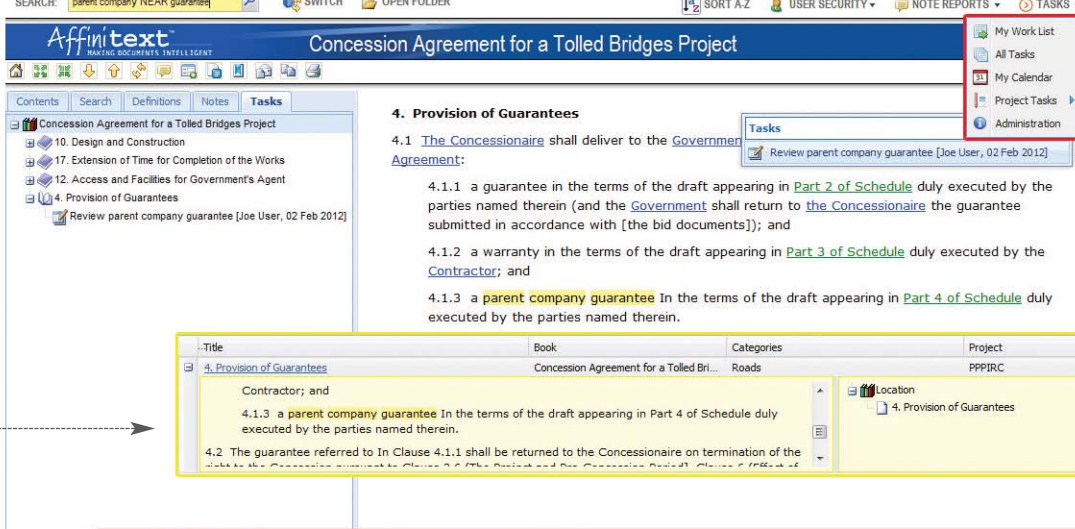 SEARCH: parent company NEAR guarantee SWITCH OPEN FOLDER SORT A-Z USER SECURITY NOTE REPORTS TASKS
My Work List
All Tasks
My Calendar
Project Tasks
Administration
Affinitext
MAKING DOCUMENTS INTELLIGENT
Concession Agreement for a Tolled Bridges Project
Contents Search Definitions Notes Tasks
Concession Agreement for a Tolled Bridges Project
10. Design and Construction
17. Extension of Time for Completion of the Works
12. Access and Facilities for Government's Agent
4. Provision of Guarantees
Review parent company guarantee [Joe User, 02 Feb 2012]
4. Provision of Guarantees
4.1 The Concessionaire shall deliver to the Governmen
Agreement:
Tasks
Review parent company guarantee [Joe User, 02 Feb 2012]
4.1.1 a guarantee in the terms of the draft appearing in Part 2 of Schedule duly executed by the
parties named therein (and the Government shall return to the Concessionaire the guarantee
submitted in accordance with [the bid documents]); and
4.1.2 a warranty in the terms of the draft appearing in Part 3 of Schedule duly executed by the
Contractor; and
4.1.3 a parent company guarantee In the terms of the draft appearing in Part 4 of Schedule duly
executed by the parties named therein.
Title Book Categories Project
4. Provision of Guarantees Concession Agreement for a Tolled Bri... Roads PPPIRC
Contractor; and
4.1.3 a parent company guarantee In the terms of the draft appearing in Part 4 of Schedule duly
executed by the parties named therein.
4.2 The guarantee referred to In Clause 4.1.1 shall be returned to the Concessionaire on termination of the
Location
4. Provision of Guarantees